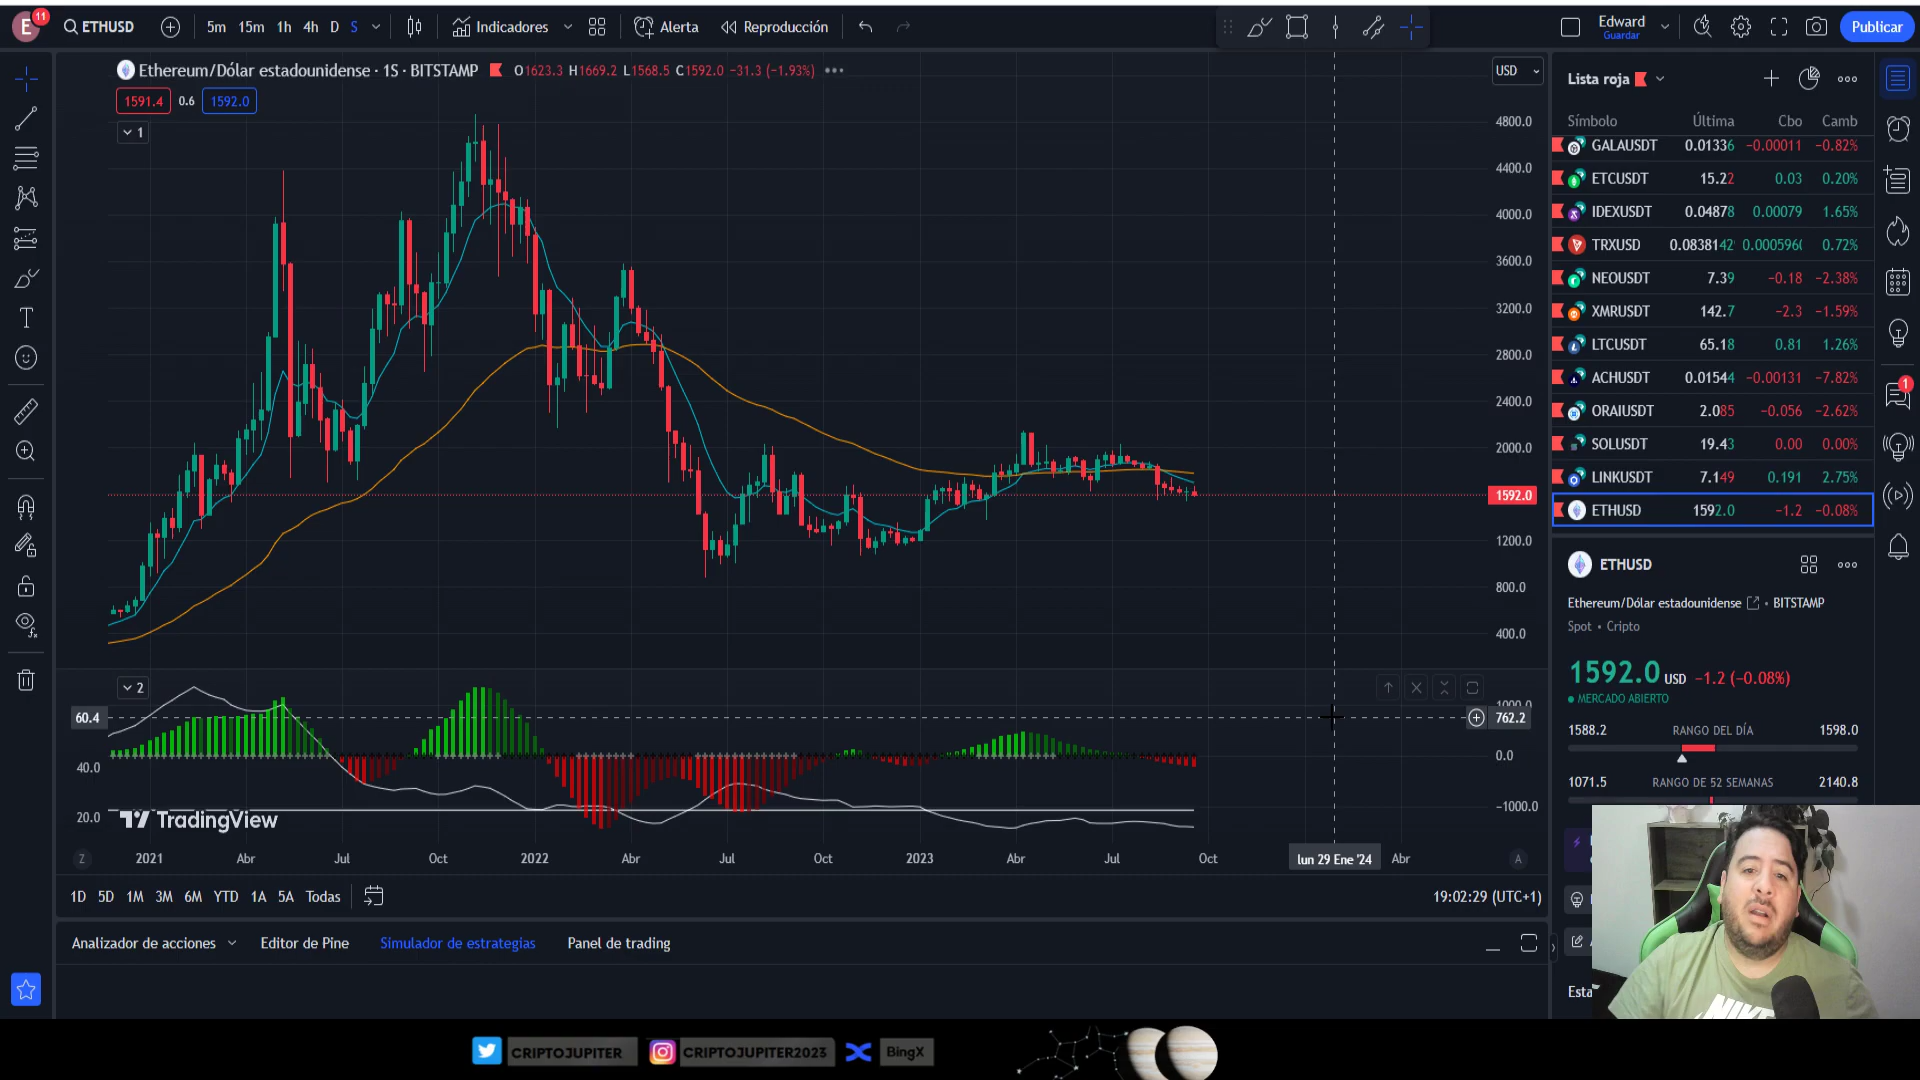 E 11 ETHUSD 5m 15m 1h 4h D S Indicadores Alerta Reproducción Edward Guardar Publicar
Ethereum/Dólar estadounidense · 1S · BITSTAMP O1623.3 H1669.2 L1568.5 C1592.0 −31.3 (−1.93%)
1591.4 0.6 1592.0
1
USD
4800.0
4400.0
4000.0
3600.0
3200.0
2800.0
2400.0
2000.0
1592.0
1200.0
800.0
400.0
2
1000.0
60.4 762.2
40.0 0.0
20.0 −1000.0
TradingView
Z 2021 Abr Jul Oct 2022 Abr Jul Oct 2023 Abr Jul Oct lun 29 Ene '24 Abr A
1D 5D 1M 3M 6M YTD 1A 5A Todas 19:02:29 (UTC+1)
Analizador de acciones Editor de Pine Simulador de estrategias Panel de trading
Lista roja
Símbolo Última Cbo Camb
GALAUSDT 0.01336 −0.00011 −0.82%
ETCUSDT 15.22 0.03 0.20%
IDEXUSDT 0.04878 0.00079 1.65%
TRXUSD 0.0838142 0.000596 0.72%
NEOUSDT 7.39 −0.18 −2.38%
XMRUSDT 142.7 −2.3 −1.59%
LTCUSDT 65.18 0.81 1.26%
ACHUSDT 0.01544 −0.00131 −7.82%
ORAIUSDT 2.085 −0.056 −2.62%
SOLUSDT 19.43 0.00 0.00%
LINKUSDT 7.149 0.191 2.75%
ETHUSD 1592.0 −1.2 −0.08%
1
ETHUSD
Ethereum/Dólar estadounidense • BITSTAMP
Spot • Cripto
1592.0 USD −1.2 (−0.08%)
MERCADO ABIERTO
1588.2 RANGO DEL DÍA 1598.0
1071.5 RANGO DE 52 SEMANAS 2140.8
Esta
NIKE
CRIPTOJUPITER CRIPTOJUPITER2023 BingX